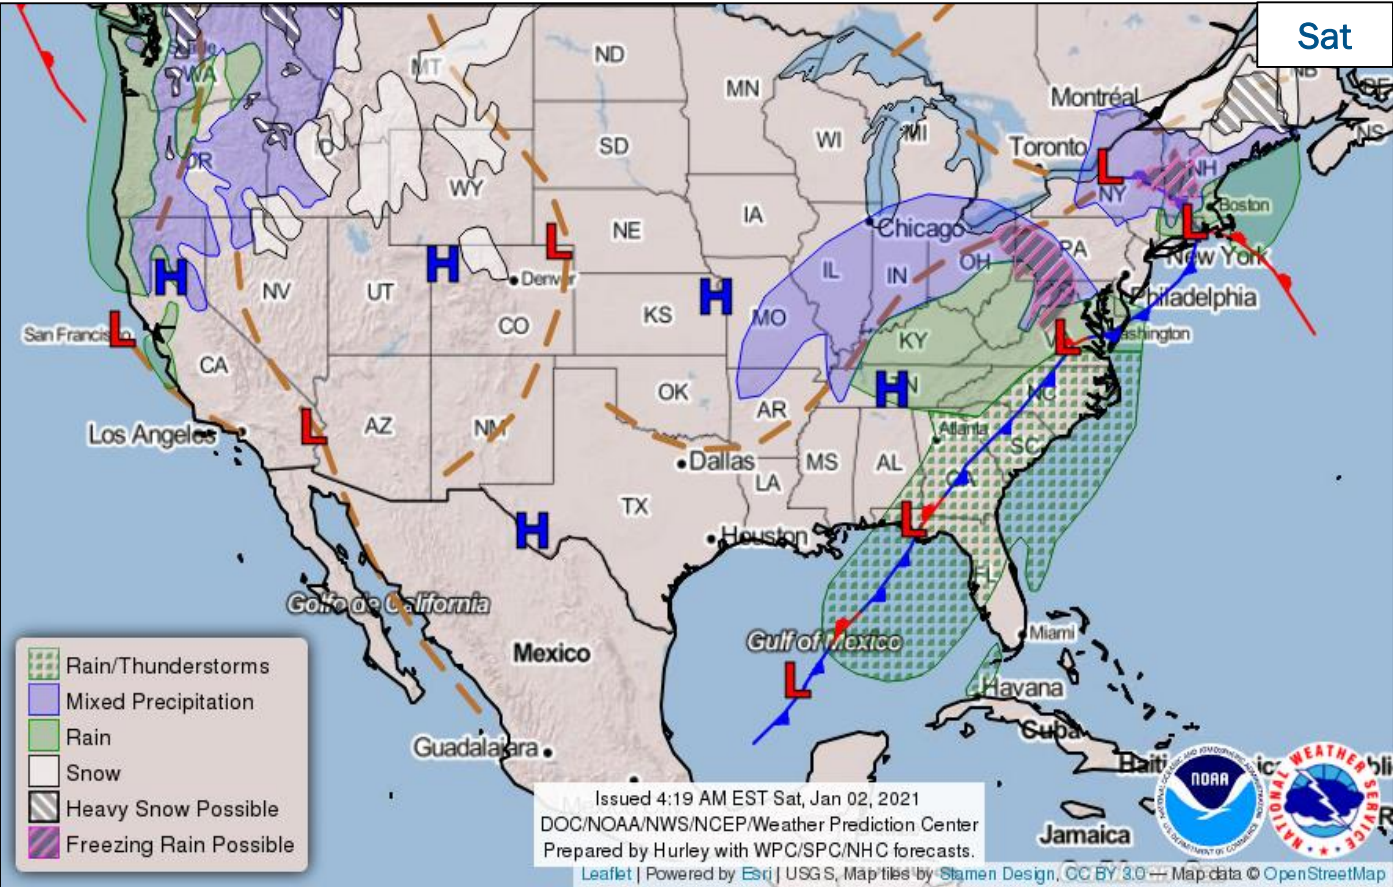 Sat
Seattle
WA
MT
ND
MN
Montréal
NB
NS
OR
ID
SD
WI
MI
Toronto
NH
WY
NY
Boston
NE
IA
Chicago
PA
New York
NV
UT
Denver
IL
IN
OH
Philadelphia
San Francisco
CO
KS
MO
KY
Washington
CA
OK
TN
NC
Los Angeles
AZ
NM
AR
Atlanta
SC
Dallas
MS
AL
GA
LA
TX
Houston
FL
Golfo de California
Gulf of Mexico
Miami
Mexico
Havana
Cuba
Guadalajara
Haiti
Jamaica
H
H
H
H
H
L
L
L
L
L
L
L
L
Rain/Thunderstorms
Mixed Precipitation
Rain
Snow
Heavy Snow Possible
Freezing Rain Possible
NOAA
NATIONAL WEATHER SERVICE
Issued 4:19 AM EST Sat, Jan 02, 2021
DOC/NOAA/NWS/NCEP/Weather Prediction Center
Prepared by Hurley with WPC/SPC/NHC forecasts.
Leaflet | Powered by Esri | USGS, Map tiles by Stamen Design, CC BY 3.0 — Map data © OpenStreetMap